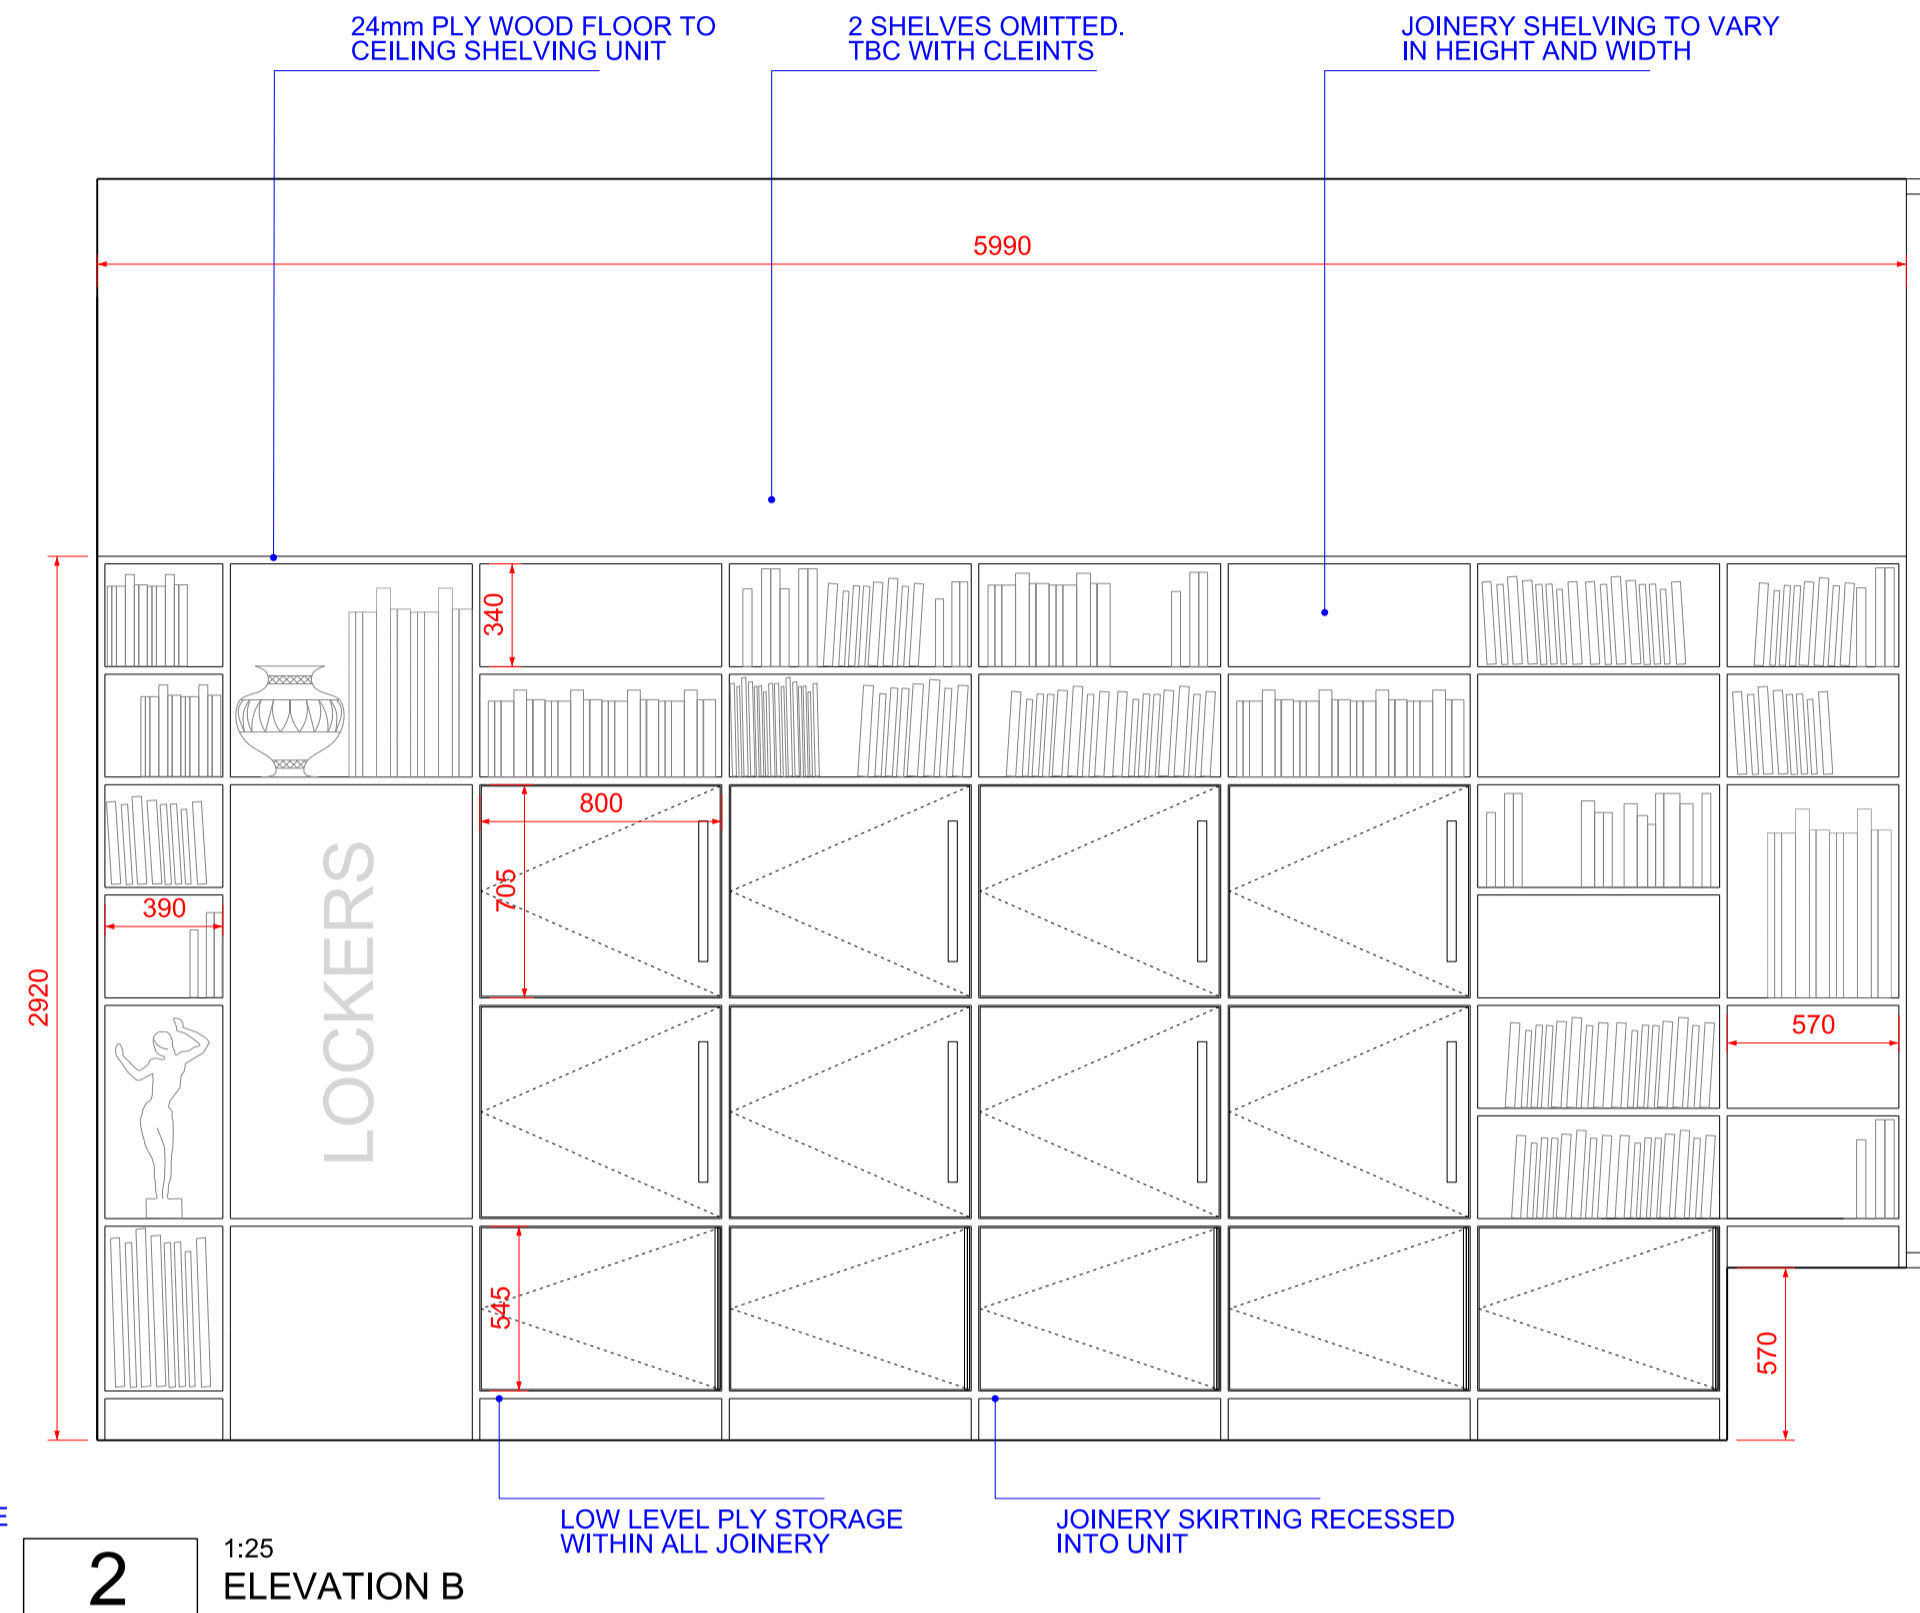 24mm PLY WOOD FLOOR TO
CEILING SHELVING UNIT
2 SHELVES OMITTED.
TBC WITH CLEINTS
JOINERY SHELVING TO VARY
IN HEIGHT AND WIDTH
5990
340
800
705
390
LOCKERS
2920
570
545
570
LOW LEVEL PLY STORAGE
WITHIN ALL JOINERY
JOINERY SKIRTING RECESSED
INTO UNIT
E
2
1:25
ELEVATION B